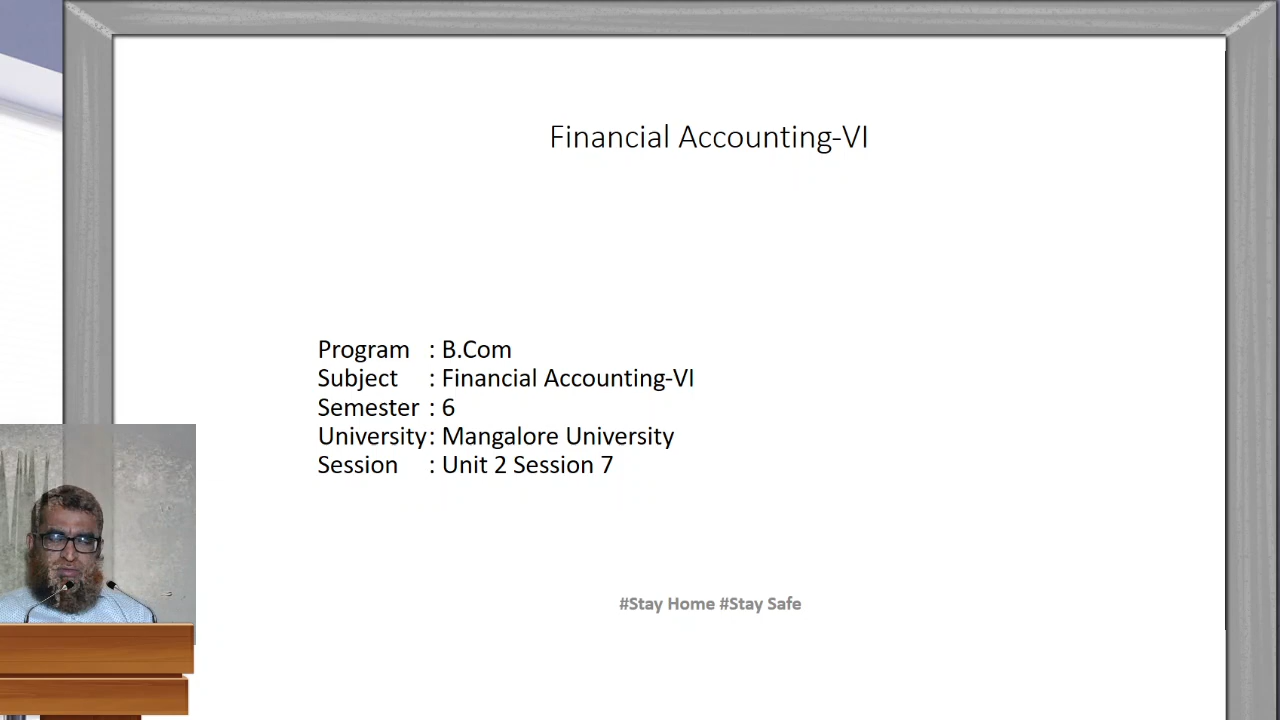 Financial Accounting-VI
Program : B.Com
Subject : Financial Accounting-VI
Semester : 6
University: Mangalore University
Session : Unit 2 Session 7
#Stay Home #Stay Safe